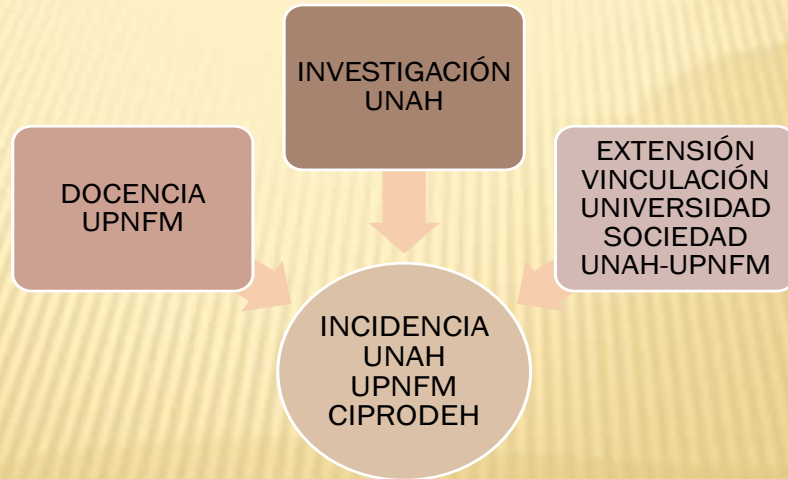 INVESTIGACIÓN
UNAH
DOCENCIA
UPNFM
EXTENSIÓN
VINCULACIÓN
UNIVERSIDAD
SOCIEDAD
UNAH-UPNFM
INCIDENCIA
UNAH
UPNFM
CIPRODEH